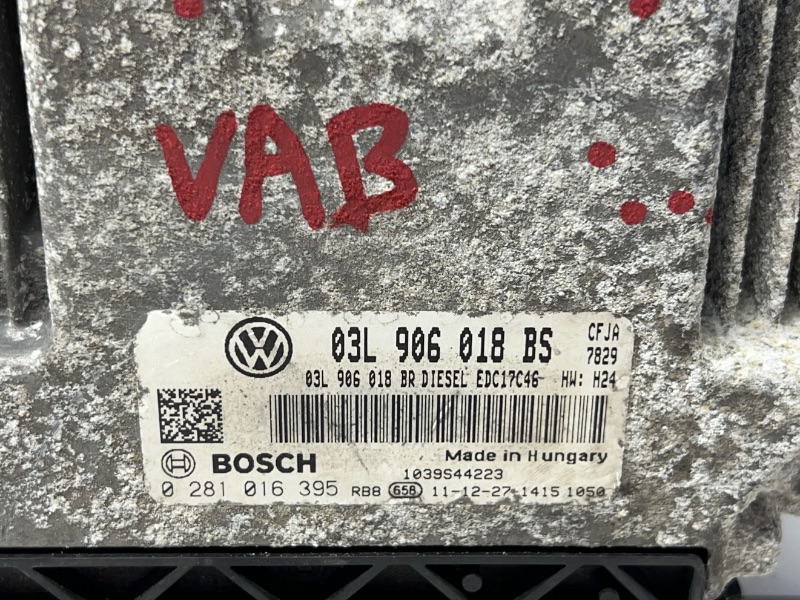 VAB
03L 906 018 BS
CFJA
7829
03L 906 018 BR DIESEL EDC17C46 HW: H24
Made in Hungary
BOSCH
1039S44223
0 281 016 395 RBB 658 11-12-27-1415 1050